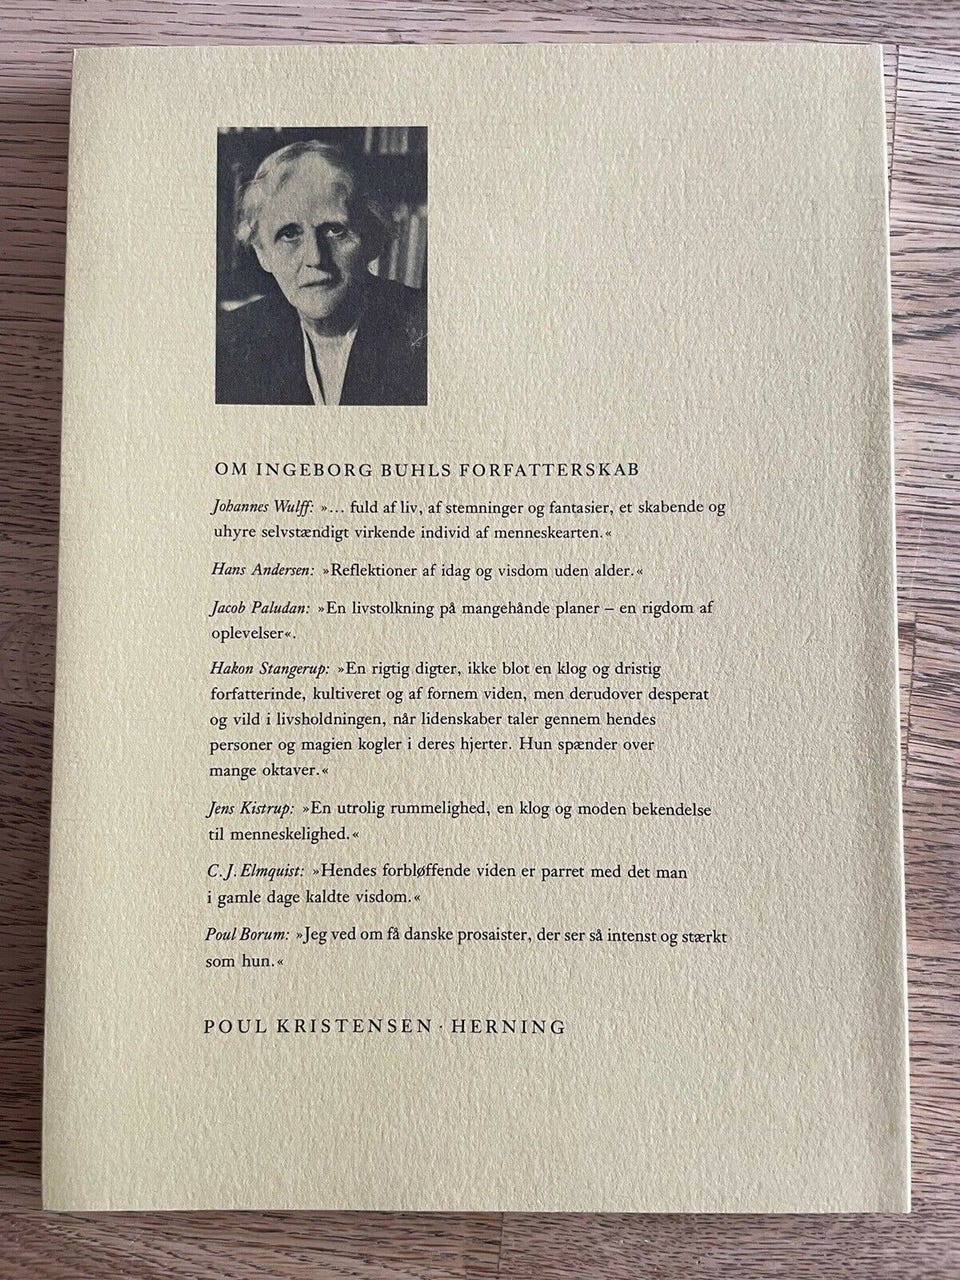 OM INGEBORG BUHLS FORFATTERSKAB
Johannes Wulff: »... fuld af liv, af stemninger og fantasier, et skabende og
uhyre selvstændigt virkende individ af menneskearten.«
Hans Andersen: »Reflektioner af idag og visdom uden alder.«
Jacob Paludan: »En livstolkning på mangehånde planer – en rigdom af
oplevelser«.
Hakon Stangerup: »En rigtig digter, ikke blot en klog og dristig
forfatterinde, kultiveret og af fornem viden, men derudover desperat
og vild i livsholdningen, når lidenskaber taler gennem hendes
personer og magien kogler i deres hjerter. Hun spænder over
mange oktaver.«
Jens Kistrup: »En utrolig rummelighed, en klog og moden bekendelse
til menneskelighed.«
C. J. Elmquist: »Hendes forbløffende viden er parret med det man
i gamle dage kaldte visdom.«
Poul Borum: »Jeg ved om få danske prosaister, der ser så intenst og stærkt
som hun.«
POUL KRISTENSEN · HERNING